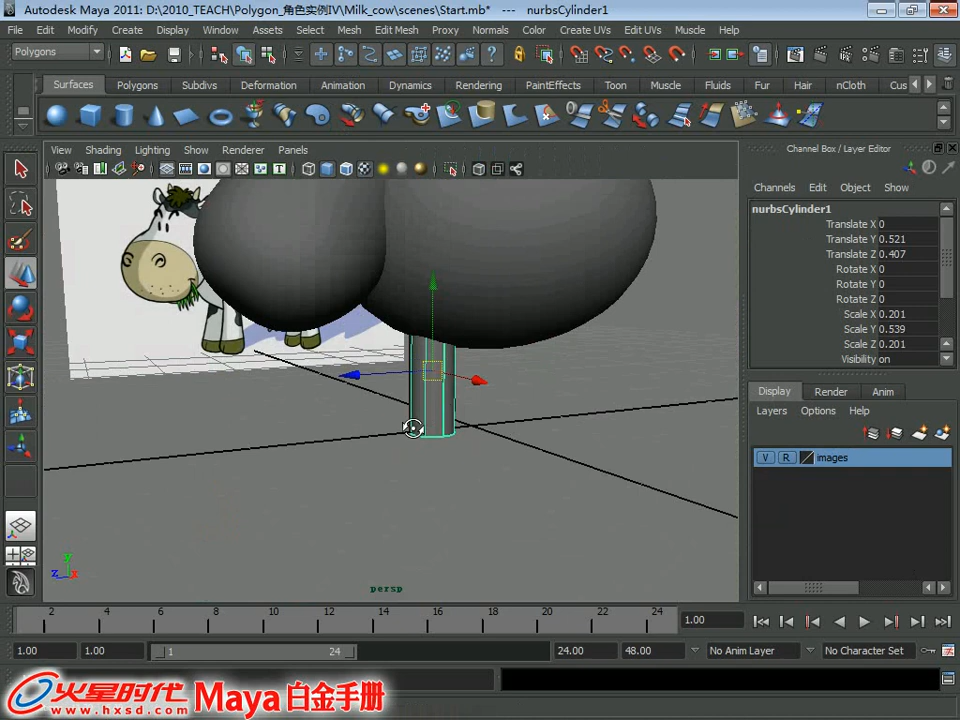 Autodesk Maya 2011: D:\2010_TEACH\Polygon_角色实例IV\Milk_cow\scenes\Start.mb* --- nurbsCylinder1
File Edit Modify Create Display Window Assets Select Mesh Edit Mesh Proxy Normals Color Create UVs Edit UVs Muscle Help
Polygons
Surfaces Polygons Subdivs Deformation Animation Dynamics Rendering PaintEffects Toon Muscle Fluids Fur Hair nCloth Cus
View Shading Lighting Show Renderer Panels
Channel Box / Layer Editor
Channels Edit Object Show
nurbsCylinder1
Translate X 0
Translate Y 0.521
Translate Z 0.407
Rotate X 0
Rotate Y 0
Rotate Z 0
Scale X 0.201
Scale Y 0.539
Scale Z 0.201
Visibility on
Display Render Anim
Layers Options Help
V R images
y
z x
persp
2 4 6 8 10 12 14 16 18 20 22 24 1.00
1.00 1.00 1 24 24.00 48.00 No Anim Layer No Character Set
火星时代 Maya 白金手册
www.hxsd.com